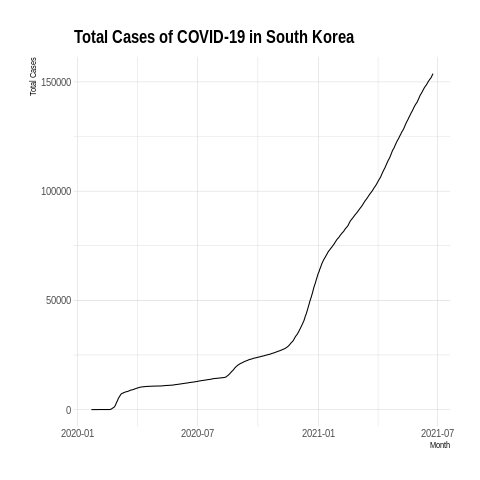 Total Cases of COVID-19 in South Korea
Total Cases
150000
100000
50000
0
2020-01 2020-07 2021-01 2021-07
Month